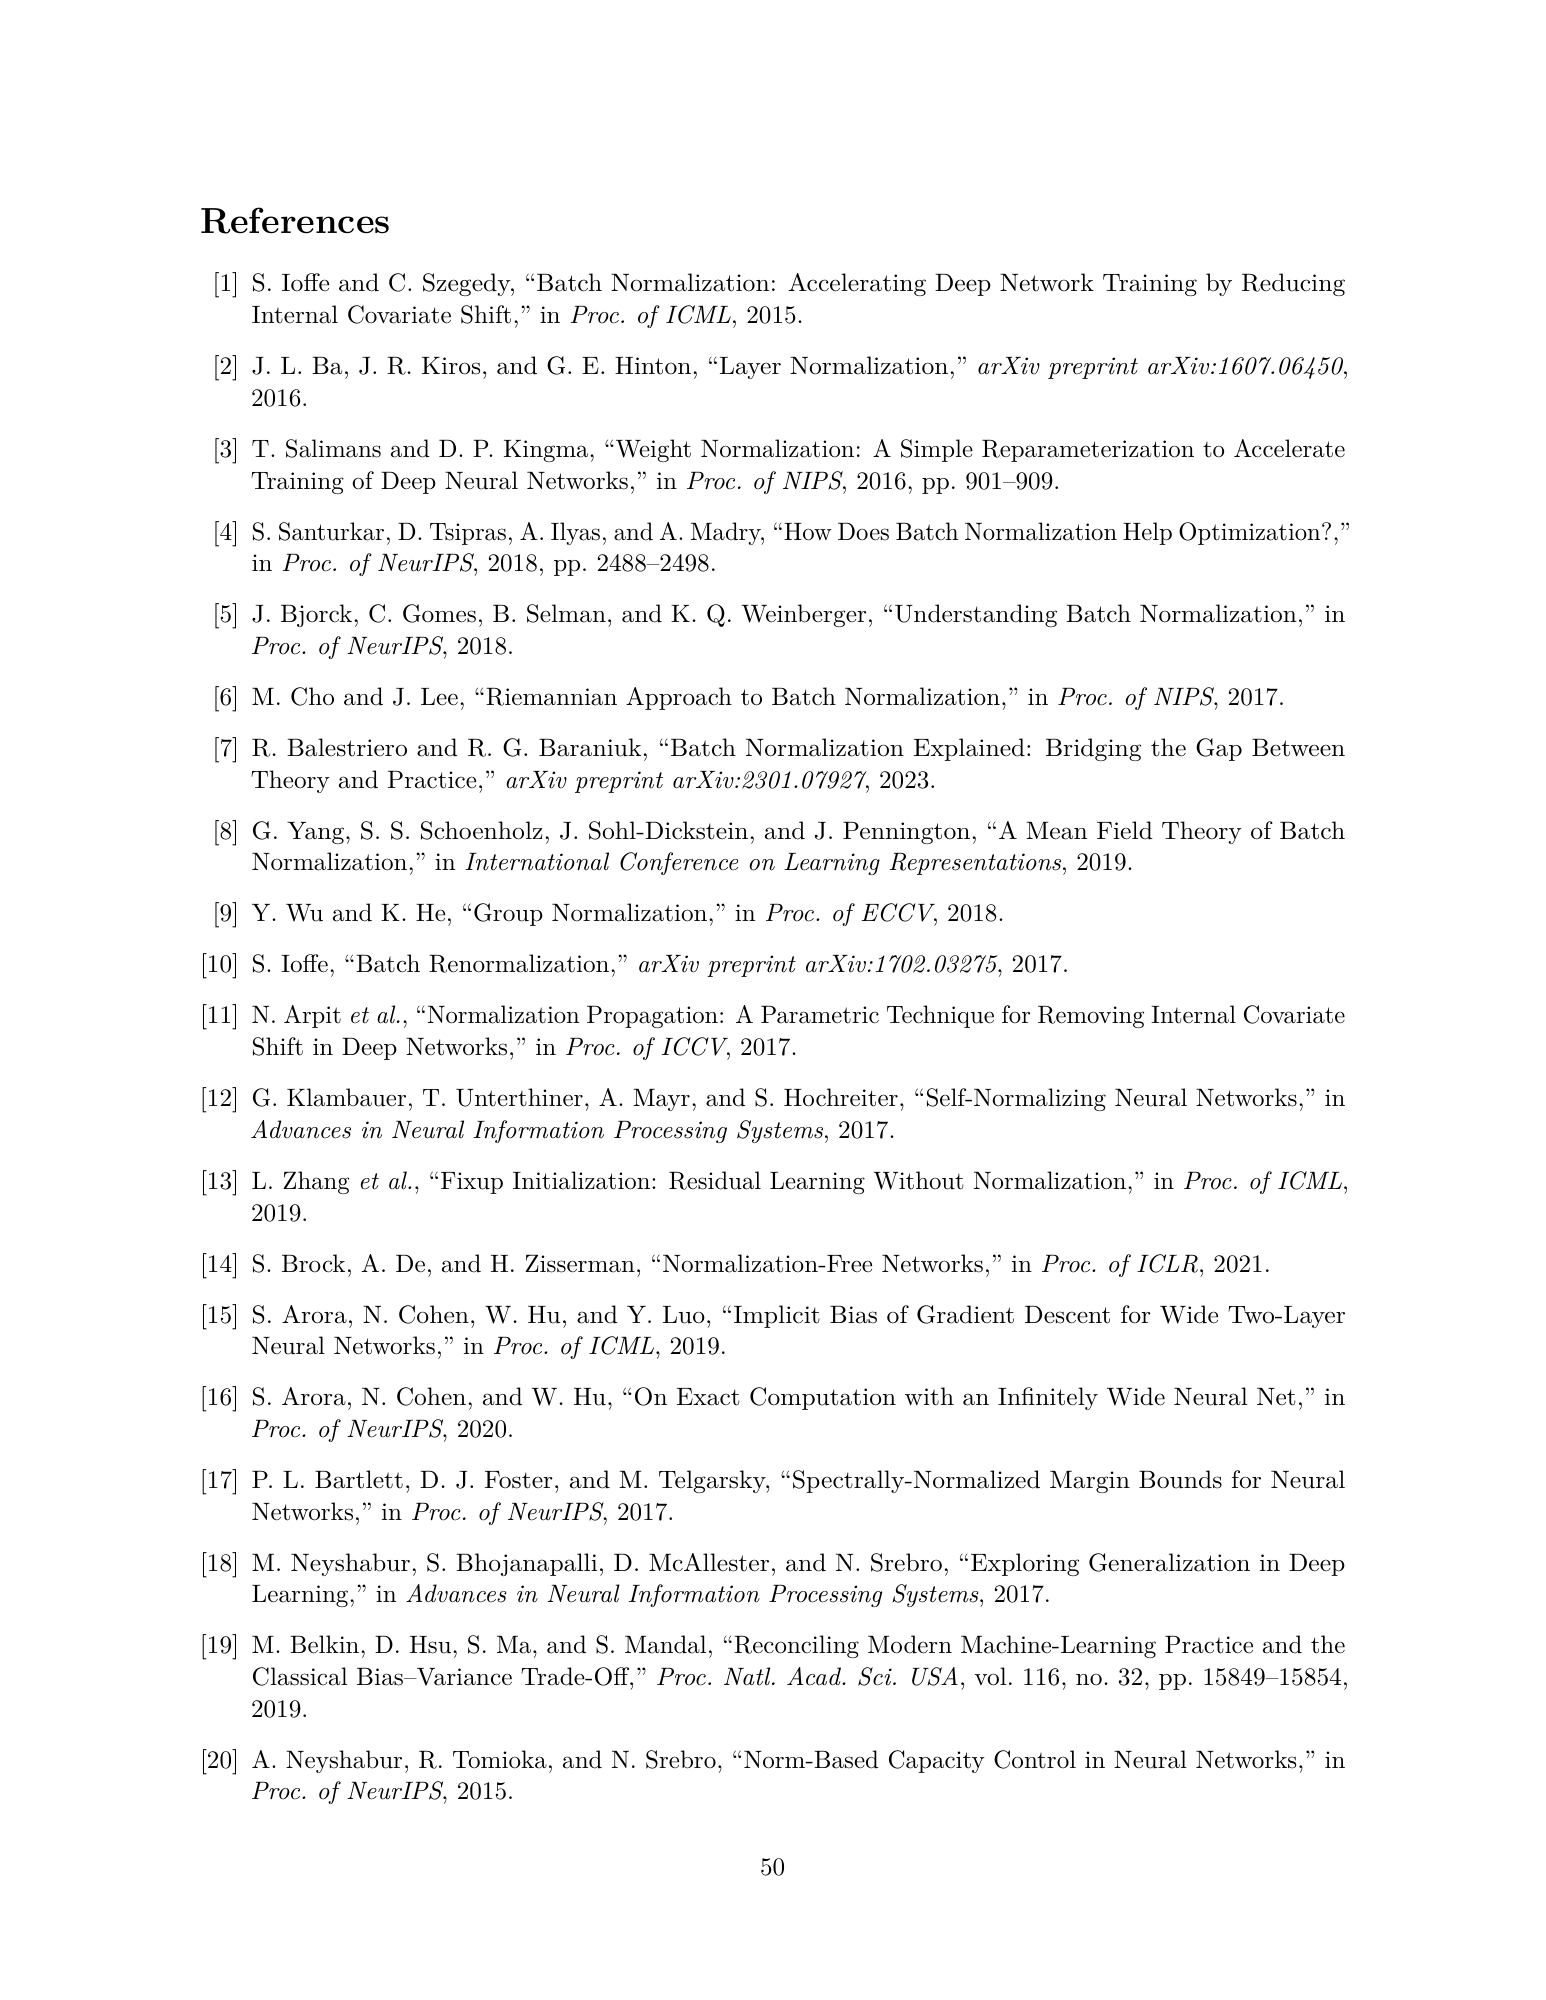 References
[1] S. Ioffe and C. Szegedy, “Batch Normalization: Accelerating Deep Network Training by Reducing
Internal Covariate Shift,” in Proc. of ICML, 2015.
[2] J. L. Ba, J. R. Kiros, and G. E. Hinton, “Layer Normalization,” arXiv preprint arXiv:1607.06450,
2016.
[3] T. Salimans and D. P. Kingma, “Weight Normalization: A Simple Reparameterization to Accelerate
Training of Deep Neural Networks,” in Proc. of NIPS, 2016, pp. 901–909.
[4] S. Santurkar, D. Tsipras, A. Ilyas, and A. Madry, “How Does Batch Normalization Help Optimization?,”
in Proc. of NeurIPS, 2018, pp. 2488–2498.
[5] J. Bjorck, C. Gomes, B. Selman, and K. Q. Weinberger, “Understanding Batch Normalization,” in
Proc. of NeurIPS, 2018.
[6] M. Cho and J. Lee, “Riemannian Approach to Batch Normalization,” in Proc. of NIPS, 2017.
[7] R. Balestriero and R. G. Baraniuk, “Batch Normalization Explained: Bridging the Gap Between
Theory and Practice,” arXiv preprint arXiv:2301.07927, 2023.
[8] G. Yang, S. S. Schoenholz, J. Sohl-Dickstein, and J. Pennington, “A Mean Field Theory of Batch
Normalization,” in International Conference on Learning Representations, 2019.
[9] Y. Wu and K. He, “Group Normalization,” in Proc. of ECCV, 2018.
[10] S. Ioffe, “Batch Renormalization,” arXiv preprint arXiv:1702.03275, 2017.
[11] N. Arpit et al., “Normalization Propagation: A Parametric Technique for Removing Internal Covariate
Shift in Deep Networks,” in Proc. of ICCV, 2017.
[12] G. Klambauer, T. Unterthiner, A. Mayr, and S. Hochreiter, “Self-Normalizing Neural Networks,” in
Advances in Neural Information Processing Systems, 2017.
[13] L. Zhang et al., “Fixup Initialization: Residual Learning Without Normalization,” in Proc. of ICML,
2019.
[14] S. Brock, A. De, and H. Zisserman, “Normalization-Free Networks,” in Proc. of ICLR, 2021.
[15] S. Arora, N. Cohen, W. Hu, and Y. Luo, “Implicit Bias of Gradient Descent for Wide Two-Layer
Neural Networks,” in Proc. of ICML, 2019.
[16] S. Arora, N. Cohen, and W. Hu, “On Exact Computation with an Infinitely Wide Neural Net,” in
Proc. of NeurIPS, 2020.
[17] P. L. Bartlett, D. J. Foster, and M. Telgarsky, “Spectrally-Normalized Margin Bounds for Neural
Networks,” in Proc. of NeurIPS, 2017.
[18] M. Neyshabur, S. Bhojanapalli, D. McAllester, and N. Srebro, “Exploring Generalization in Deep
Learning,” in Advances in Neural Information Processing Systems, 2017.
[19] M. Belkin, D. Hsu, S. Ma, and S. Mandal, “Reconciling Modern Machine-Learning Practice and the
Classical Bias–Variance Trade-Off,” Proc. Natl. Acad. Sci. USA, vol. 116, no. 32, pp. 15849–15854,
2019.
[20] A. Neyshabur, R. Tomioka, and N. Srebro, “Norm-Based Capacity Control in Neural Networks,” in
Proc. of NeurIPS, 2015.
50